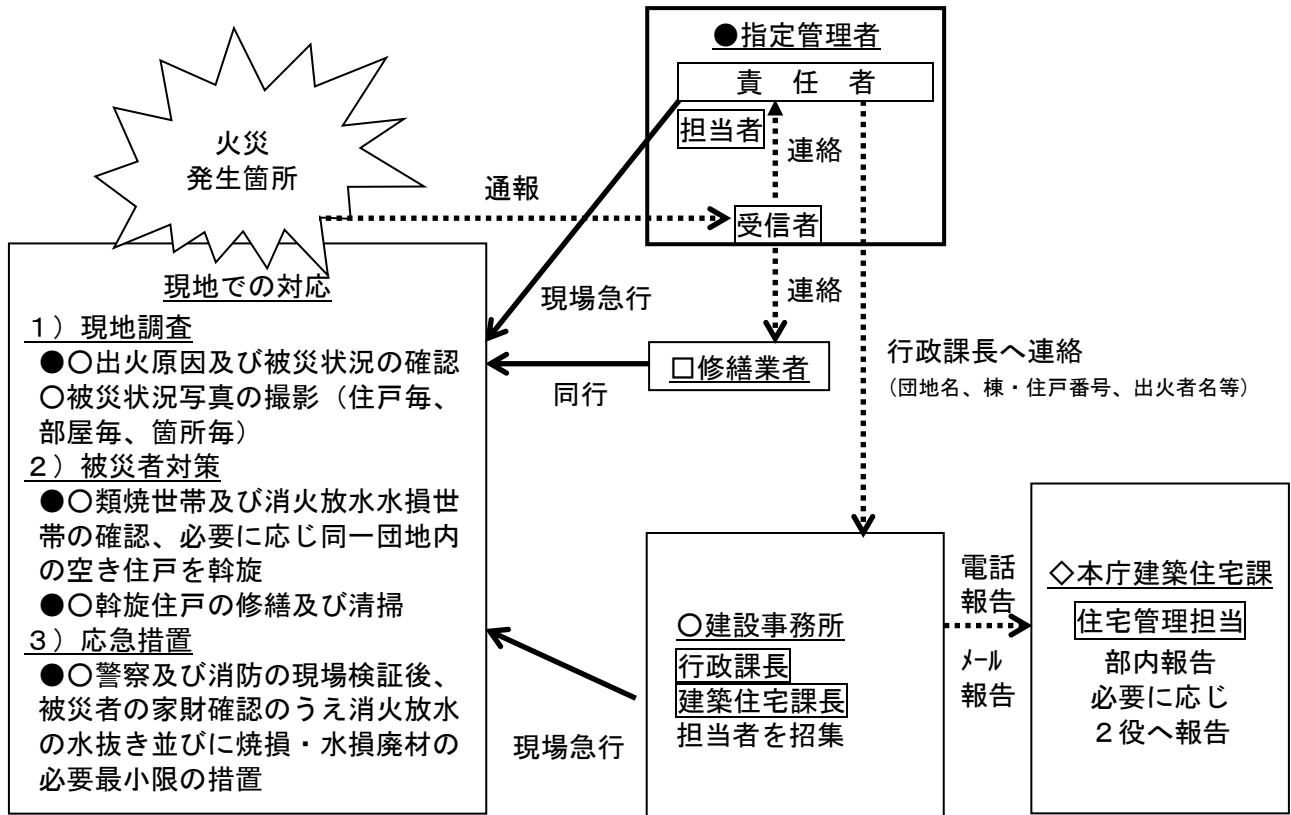 ●指定管理者
責　任　者
担当者
連絡
受信者
火災
発生箇所
通報
連絡
現場急行
同行
□修繕業者
行政課長へ連絡
（団地名、棟・住戸番号、出火者名等）
現地での対応
１）現地調査
●○出火原因及び被災状況の確認
○被災状況写真の撮影（住戸毎、
部屋毎、箇所毎）
２）被災者対策
●○類焼世帯及び消火放水水損世
帯の確認、必要に応じ同一団地内
の空き住戸を斡旋
●○斡旋住戸の修繕及び清掃
３）応急措置
●○警察及び消防の現場検証後、
被災者の家財確認のうえ消火放水
の水抜き並びに焼損・水損廃材の
必要最小限の措置
現場急行
○建設事務所
行政課長
建築住宅課長
担当者を招集
電話
報告
ﾒｰﾙ
報告
◇本庁建築住宅課
住宅管理担当
部内報告
必要に応じ
２役へ報告